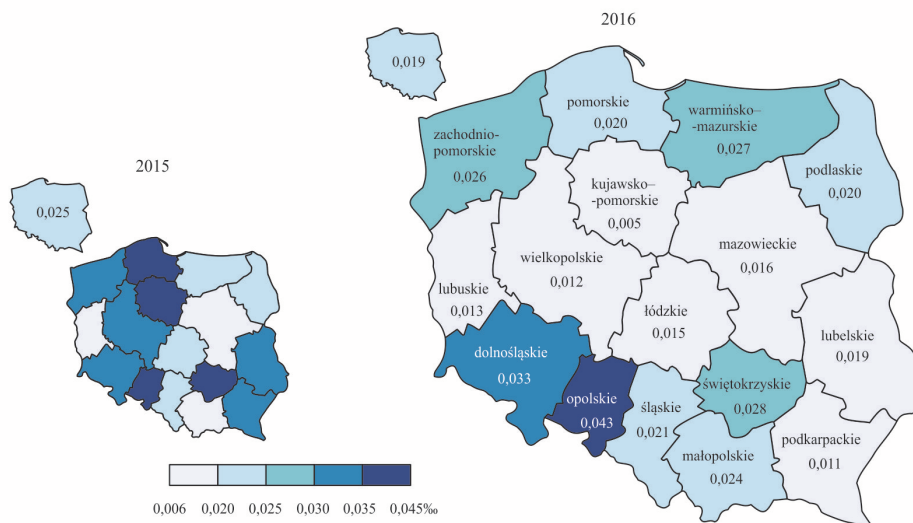 2015
0,025
0,006 0,020 0,025 0,030 0,035 0,045‰
2016
0,019
zachodnio-
pomorskie
0,026
pomorskie
0,020
warmińsko–
-mazurskie
0,027
podlaskie
0,020
kujawsko–
-pomorskie
0,005
mazowieckie
0,016
wielkopolskie
0,012
lubuskie
0,013
łódzkie
0,015
lubelskie
0,019
dolnośląskie
0,033
opolskie
0,043
śląskie
0,021
świętokrzyskie
0,028
małopolskie
0,024
podkarpackie
0,011